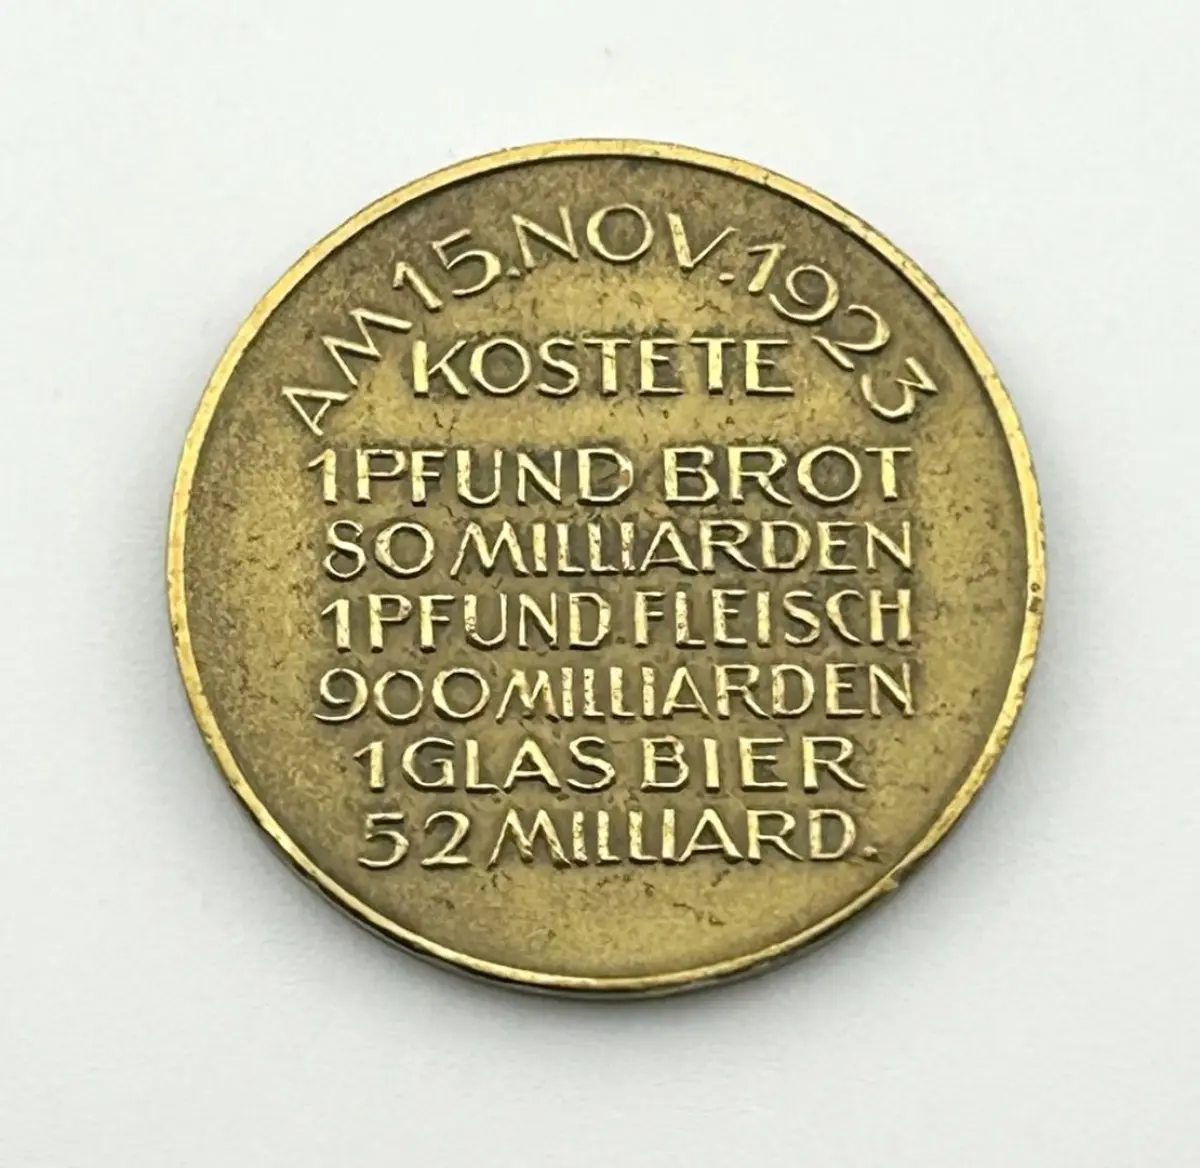 AM 15. NOV. 1923
KOSTETE
1 PFUND BROT
80 MILLIARDEN
1 PFUND FLEISCH
900 MILLIARDEN
1 GLAS BIER
52 MILLIARD.